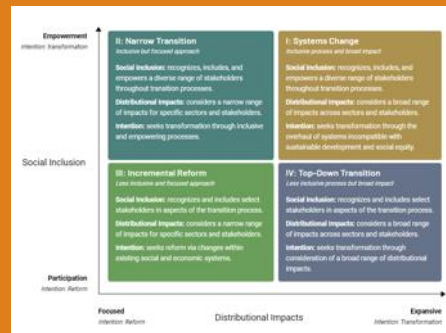 Empowerment
Intention: Transformation
II: Narrow Transition
Inclusive but focused approach
Social Inclusion: recognizes, includes, and
empowers a diverse range of stakeholders
throughout transition processes.
Distributional Impacts: considers a narrow range
of impacts for specific sectors and stakeholders.
Intention: seeks transformation through inclusive
and empowering processes.
I: Systems Change
Inclusive process and broad impact
Social Inclusion: recognizes, includes, and
empowers a diverse range of stakeholders
throughout transition processes.
Distributional Impacts: considers a broad range
of impacts across sectors and stakeholders.
Intention: seeks transformation through the
overhaul of systems incompatible with
sustainable development and social equity.
Social Inclusion
III: Incremental Reform
Less inclusive and focused approach
Social Inclusion: recognizes and includes select
stakeholders in aspects of the transition process.
Distributional Impacts: considers a narrow range
of impacts for specific sectors and stakeholders.
Intention: seeks reform via changes within
existing social and economic systems.
IV: Top-Down Transition
Less inclusive process but broad impact
Social Inclusion: recognizes and includes select
stakeholders in aspects of the transition process.
Distributional Impacts: considers a broad range
of impacts across sectors and stakeholders.
Intention: seeks transformation through
consideration of a broad range of distributional
impacts.
Participation
Intention: Reform
Focused
Intention: Reform
Distributional Impacts
Expansive
Intention: Transformation